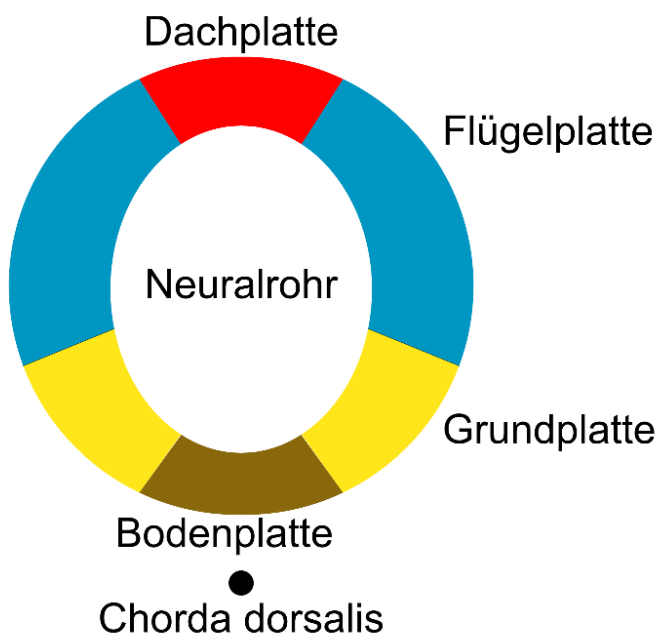 Dachplatte
Flügelplatte
Neuralrohr
Grundplatte
Bodenplatte
Chorda dorsalis